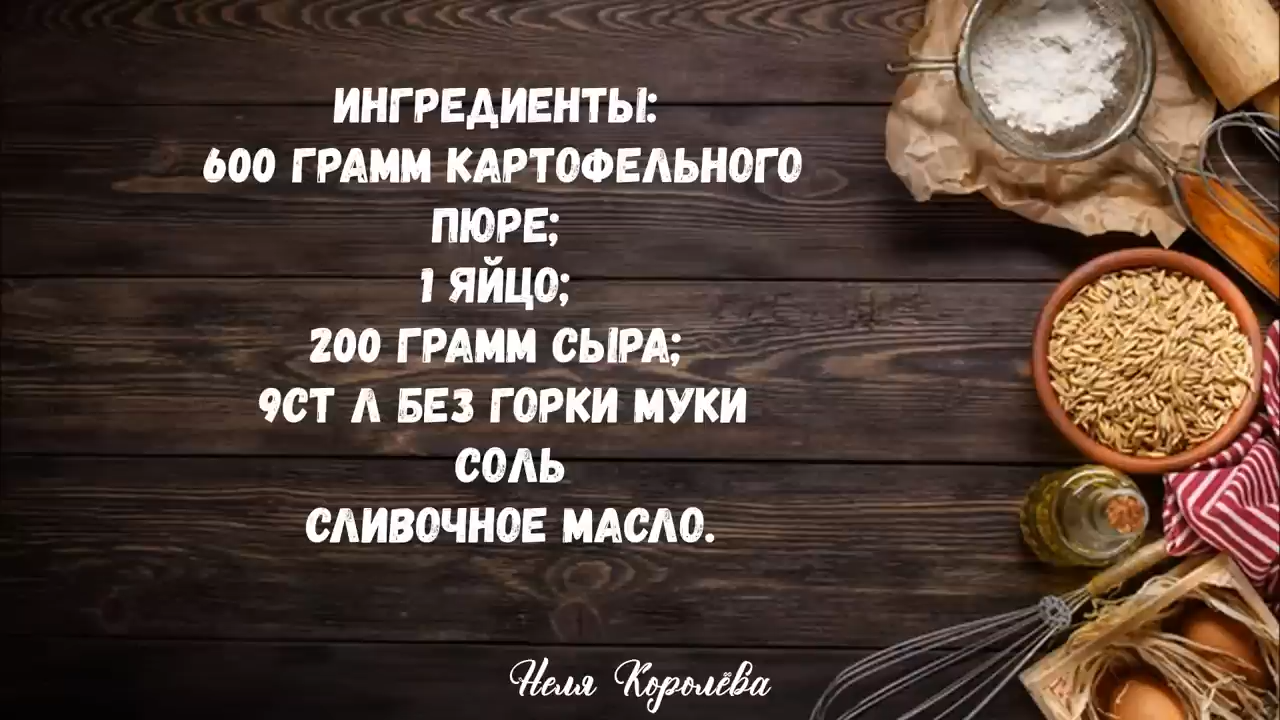 ИНГРЕДИЕНТЫ:
600 ГРАММ КАРТОФЕЛЬНОГО
ПЮРЕ;
1 ЯЙЦО;
200 ГРАММ СЫРА;
9СТ Л БЕЗ ГОРКИ МУКИ
СОЛЬ
СЛИВОЧНОЕ МАСЛО.
Неля Королёва